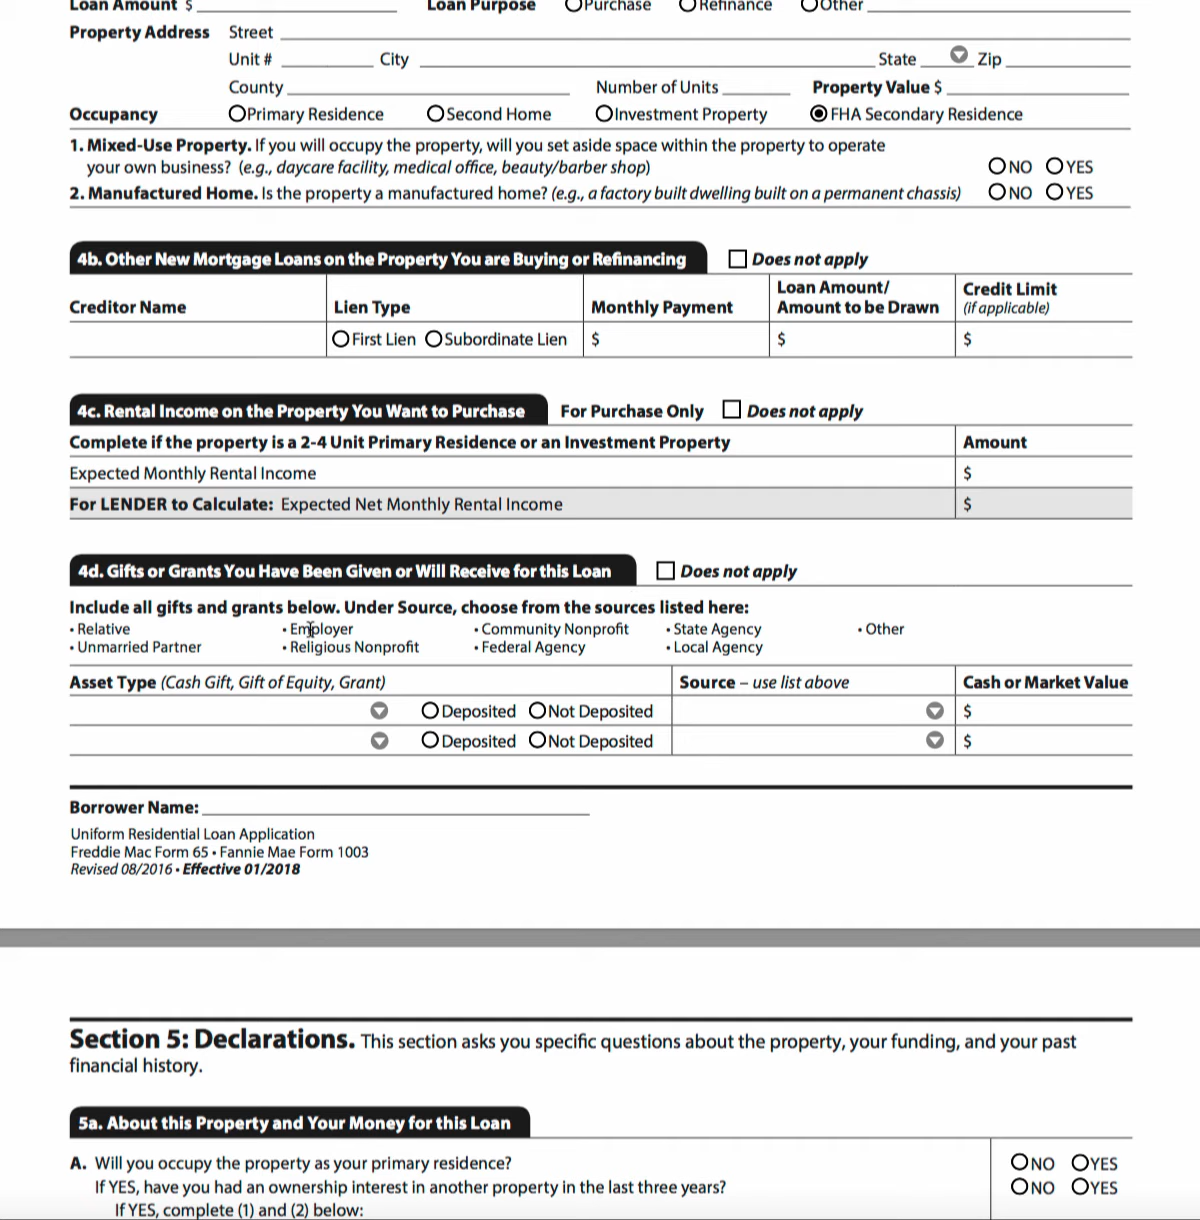 Loan Amount $ Loan Purpose Purchase Refinance Other
Property Address Street
Unit # City State Zip
County Number of Units Property Value $
Occupancy Primary Residence Second Home Investment Property FHA Secondary Residence
1. Mixed-Use Property. If you will occupy the property, will you set aside space within the property to operate
your own business? (e.g., daycare facility, medical office, beauty/barber shop) NO YES
2. Manufactured Home. Is the property a manufactured home? (e.g., a factory built dwelling built on a permanent chassis) NO YES
4b. Other New Mortgage Loans on the Property You are Buying or Refinancing Does not apply
Creditor Name Lien Type Monthly Payment Loan Amount/ Amount to be Drawn Credit Limit (if applicable)
First Lien Subordinate Lien $ $ $
4c. Rental Income on the Property You Want to Purchase For Purchase Only Does not apply
Complete if the property is a 2-4 Unit Primary Residence or an Investment Property Amount
Expected Monthly Rental Income $
For LENDER to Calculate: Expected Net Monthly Rental Income $
4d. Gifts or Grants You Have Been Given or Will Receive for this Loan Does not apply
Include all gifts and grants below. Under Source, choose from the sources listed here:
• Relative • Employer • Community Nonprofit • State Agency • Other
• Unmarried Partner • Religious Nonprofit • Federal Agency • Local Agency
Asset Type (Cash Gift, Gift of Equity, Grant) Source – use list above Cash or Market Value
Deposited Not Deposited $
Deposited Not Deposited $
Borrower Name:
Uniform Residential Loan Application
Freddie Mac Form 65 • Fannie Mae Form 1003
Revised 08/2016 • Effective 01/2018
Section 5: Declarations. This section asks you specific questions about the property, your funding, and your past
financial history.
5a. About this Property and Your Money for this Loan
A. Will you occupy the property as your primary residence? NO YES
If YES, have you had an ownership interest in another property in the last three years? NO YES
If YES, complete (1) and (2) below: